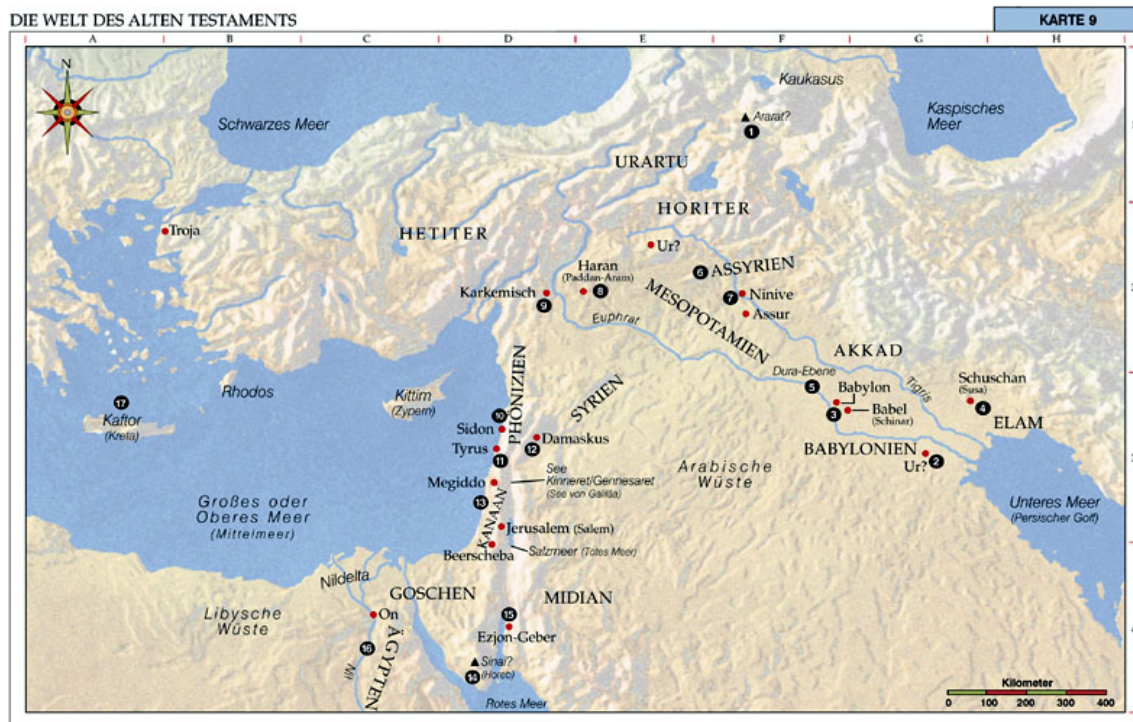 DIE WELT DES ALTEN TESTAMENTS
KARTE 9
A B C D E F G H
N
Kaukasus
Kaspisches
Meer
Schwarzes Meer
Ararat?
1
URARTU
HORITER
HETITER
Troja
Ur?
6 ASSYRIEN
Haran
(Paddan-Aram)
8
Karkemisch
9
MESOPOTAMIEN
7 Ninive
Assur
Euphrat
AKKAD
Dura-Ebene
5
Tigris
Babylon
3
Babel
(Schinar)
Schuschan
(Susa)
4
ELAM
BABYLONIEN
Ur? 2
Unteres Meer
(Persischer Golf)
Rhodos
17
Kaftor
(Kreta)
Kittim
(Zypern)
PHÖNIZIEN
SYRIEN
10
Sidon
Tyrus
11
Damaskus
12
Megiddo
13
See
Kinneret/Gennesaret
(See von Galiläa)
Arabische
Wüste
Großes oder
Oberes Meer
(Mittelmeer)
KANAAN
Jerusalem (Salem)
Beerscheba
Salzmeer (Totes Meer)
Nildelta
GOSCHEN
MIDIAN
Libysche
Wüste
On
15
Ezjon-Geber
16
ÄGYPTEN
Nil
Sinai?
(Horeb)
14
Rotes Meer
Kilometer
0 100 200 300 400